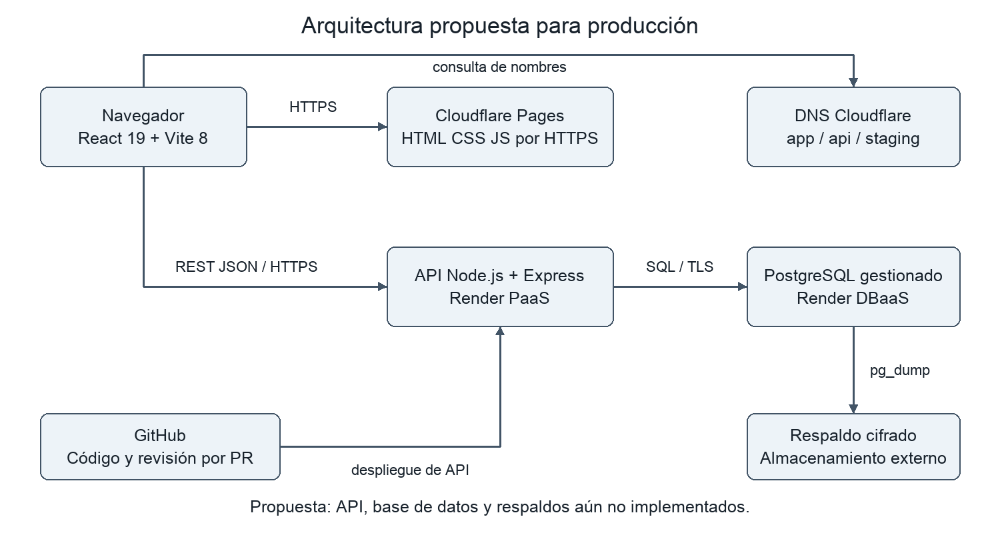 Arquitectura propuesta para producción
consulta de nombres
Navegador
React 19 + Vite 8
HTTPS
Cloudflare Pages
HTML CSS JS por HTTPS
DNS Cloudflare
app / api / staging
REST JSON / HTTPS
API Node.js + Express
Render PaaS
SQL / TLS
PostgreSQL gestionado
Render DBaaS
pg_dump
GitHub
Código y revisión por PR
despliegue de API
Respaldo cifrado
Almacenamiento externo
Propuesta: API, base de datos y respaldos aún no implementados.